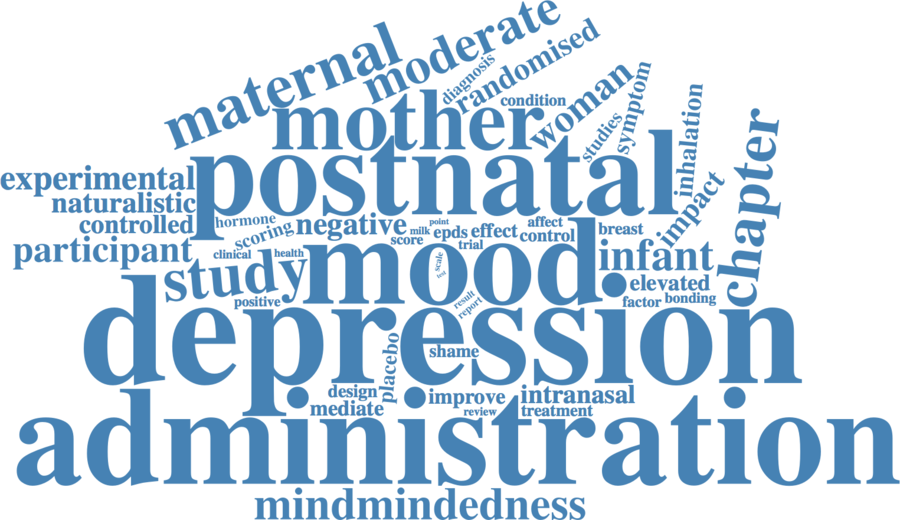 maternal
moderate
diagnosis
randomised
mother
condition
woman
studies
symptom
inhalation
experimental
postnatal
naturalistic
controlled
participant
hormone
scoring
negative
milk
point
epds
effect
affect
control
breast
impact
chapter
score
trial
clinical
health
study
mood
scale
test
infant
elevated
factor
bonding
positive
result
report
depression
placebo
shame
design
mediate
improve
review
intranasal
treatment
administration
mindmindedness